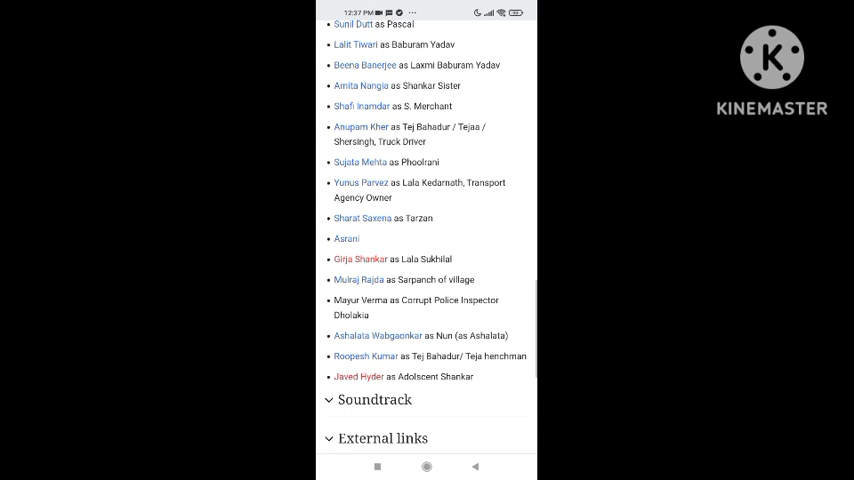 12:37 PM
Sunil Dutt as Pascal
Lalit Tiwari as Baburam Yadav
Beena Banerjee as Laxmi Baburam Yadav
Amita Nangia as Shankar Sister
Shafi Inamdar as S. Merchant
Anupam Kher as Tej Bahadur / Tejaa /
Shersingh, Truck Driver
Sujata Mehta as Phoolrani
Yunus Parvez as Lala Kedarnath, Transport
Agency Owner
Sharat Saxena as Tarzan
Asrani
Girja Shankar as Lala Sukhilal
Mulraj Rajda as Sarpanch of village
Mayur Verma as Corrupt Police Inspector
Dholakia
Ashalata Wabgaonkar as Nun (as Ashalata)
Roopesh Kumar as Tej Bahadur/ Teja henchman
Javed Hyder as Adolscent Shankar
Soundtrack
External links
K
KINEMASTER